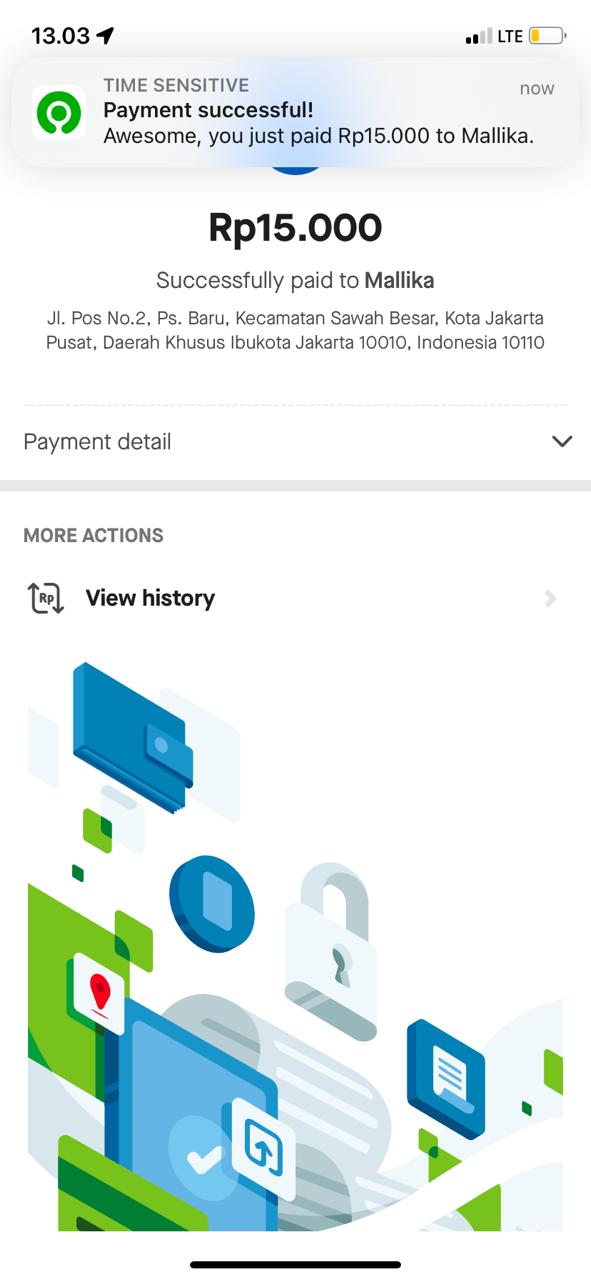 13.03
LTE
TIME SENSITIVE
now
Payment successful!
Awesome, you just paid Rp15.000 to Mallika.
Rp15.000
Successfully paid to Mallika
Jl. Pos No.2, Ps. Baru, Kecamatan Sawah Besar, Kota Jakarta
Pusat, Daerah Khusus Ibukota Jakarta 10010, Indonesia 10110
Payment detail
MORE ACTIONS
Rp
View history